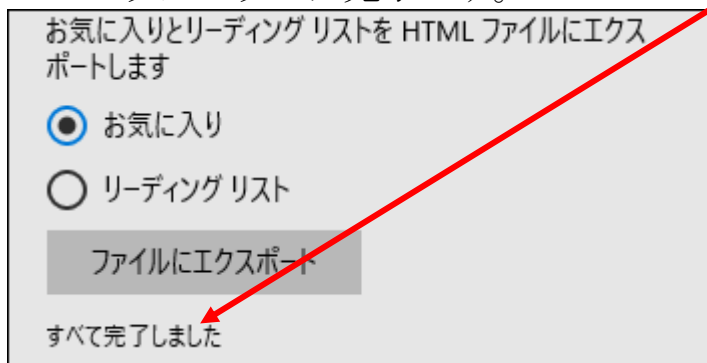 お気に入りとリーディング リストを HTML ファイルにエクス
ポートします
お気に入り
リーディング リスト
ファイルにエクスポート
すべて完了しました